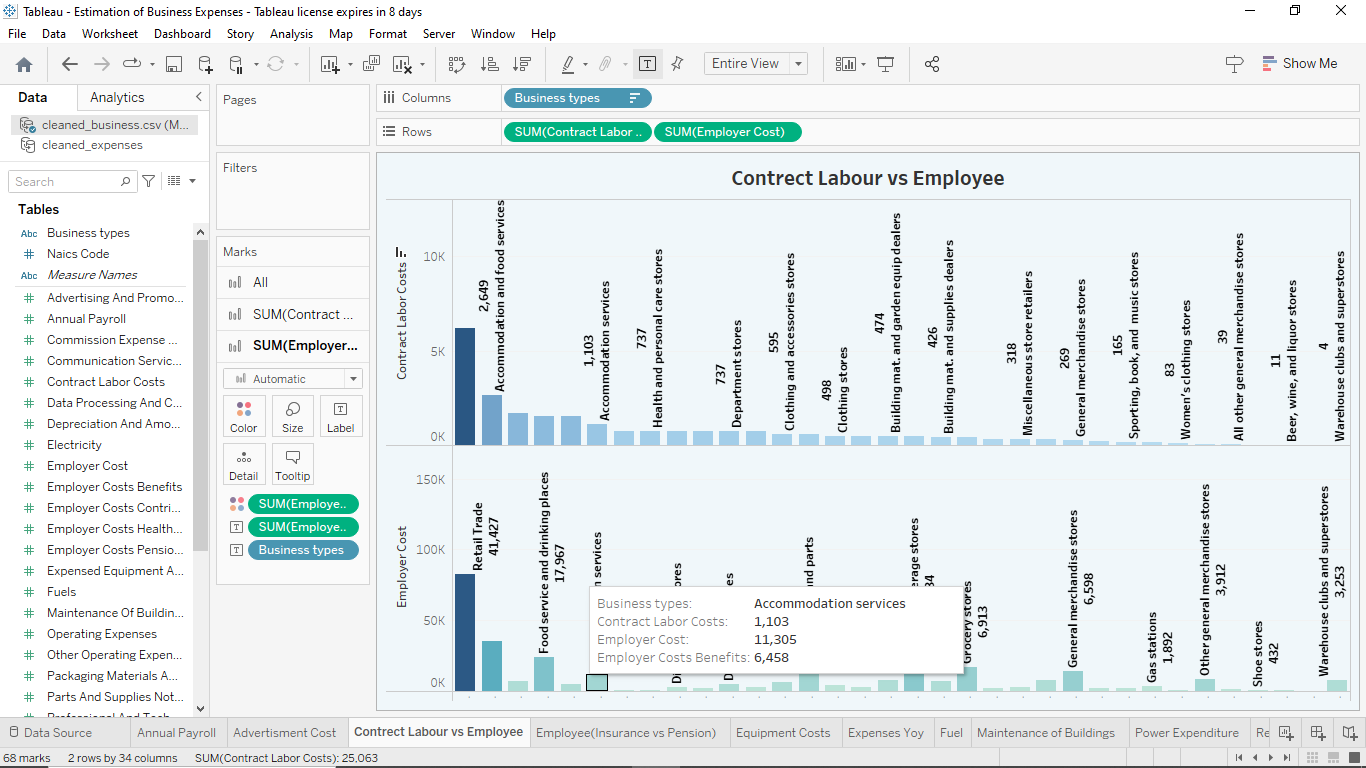 Tableau - Estimation of Business Expenses - Tableau license expires in 8 days
File Data Worksheet Dashboard Story Analysis Map Format Server Window Help
Entire View
Show Me
Data Analytics
cleaned_business.csv (M...
cleaned_expenses
Search
Tables
Abc Business types
# Naics Code
Abc Measure Names
# Advertising And Promo...
# Annual Payroll
# Commission Expense ...
# Communication Servic...
# Contract Labor Costs
# Data Processing And C...
# Depreciation And Amo...
# Electricity
# Employer Cost
# Employer Costs Benefits
# Employer Costs Contri...
# Employer Costs Health...
# Employer Costs Pensio...
# Expensed Equipment A...
# Fuels
# Maintenance Of Buildin...
# Operating Expenses
# Other Operating Expen...
# Packaging Materials A...
# Parts And Supplies Not...
Pages
Filters
Marks
All
SUM(Contract ...
SUM(Employer...
Automatic
Color Size Label
Detail Tooltip
SUM(Employe..
SUM(Employe..
Business types
Columns Business types
Rows SUM(Contract Labor .. SUM(Employer Cost)
Contrect Labour vs Employee
Contract Labor Costs
10K
5K
0K
2,649
Accommodation and food services
1,103
Accommodation services
737
Health and personal care stores
737
Department stores
595
Clothing and accessories stores
498
Clothing stores
474
Building mat. and garden equip dealers
426
Building mat. and supplies dealers
318
Miscellaneous store retailers
269
General merchandise stores
165
Sporting, book, and music stores
83
Women's clothing stores
39
All other general merchandise stores
11
Beer, wine, and liquor stores
4
Warehouse clubs and superstores
Employer Cost
150K
100K
50K
0K
Retail Trade
41,427
Food service and drinking places
17,967
services
and parts
stores
Grocery stores
6,913
General merchandise stores
6,598
Gas stations
1,892
Other general merchandise stores
3,912
Shoe stores
432
Warehouse clubs and superstores
3,253
Business types: Accommodation services
Contract Labor Costs: 1,103
Employer Cost: 11,305
Employer Costs Benefits: 6,458
Data Source Annual Payroll Advertisment Cost Contrect Labour vs Employee Employee(Insurance vs Pension) Equipment Costs Expenses Yoy Fuel Maintenance of Buildings Power Expenditure Re
68 marks 2 rows by 34 columns SUM(Contract Labor Costs): 25,063